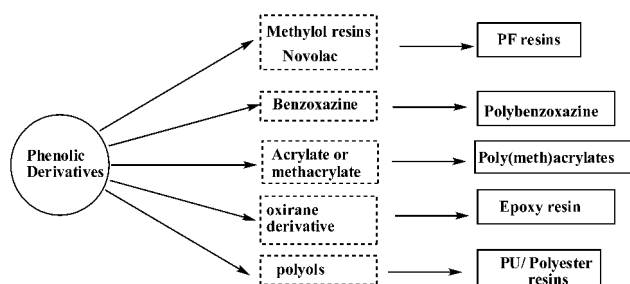 Phenolic
Derivatives
Methylol resins
Novolac
PF resins
Benzoxazine
Polybenzoxazine
Acrylate or
methacrylate
Poly(meth)acrylates
oxirane
derivative
Epoxy resin
polyols
PU/ Polyester
resins